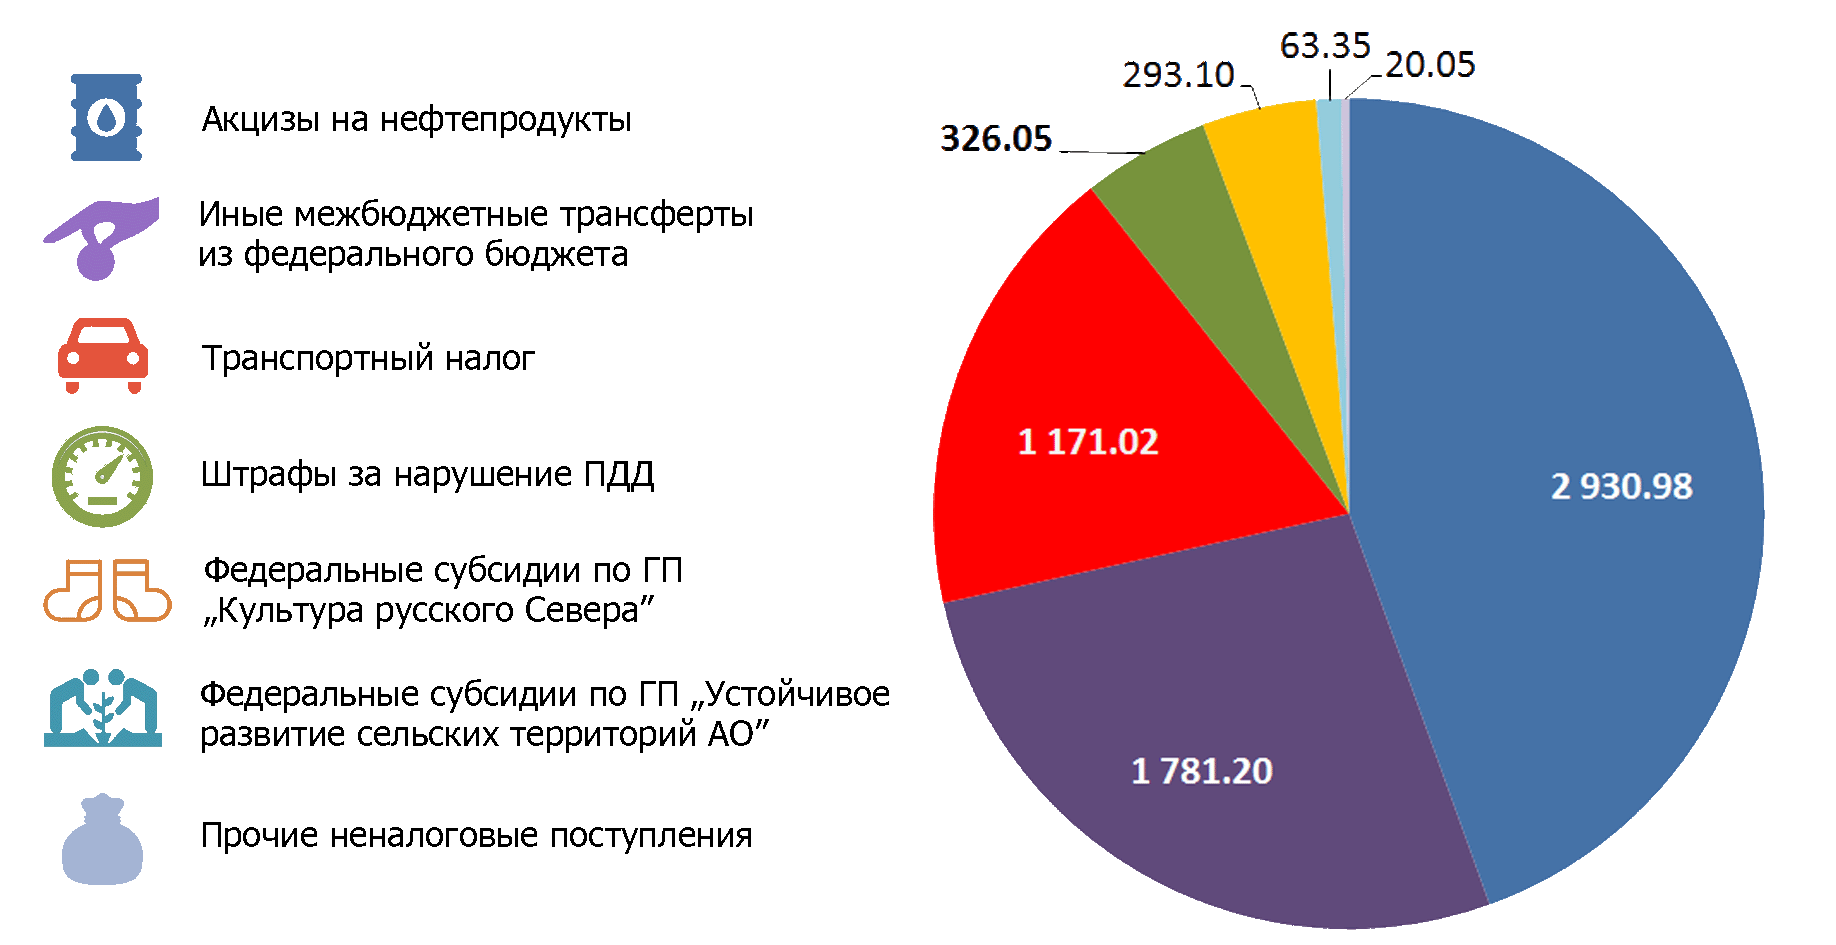 Акцизы на нефтепродукты
Иные межбюджетные трансферты
из федерального бюджета
Транспортный налог
Штрафы за нарушение ПДД
Федеральные субсидии по ГП
„Культура русского Севера”
Федеральные субсидии по ГП „Устойчивое
развитие сельских территорий АО”
Прочие неналоговые поступления
63.35
20.05
293.10
326.05
1 171.02
2 930.98
1 781.20